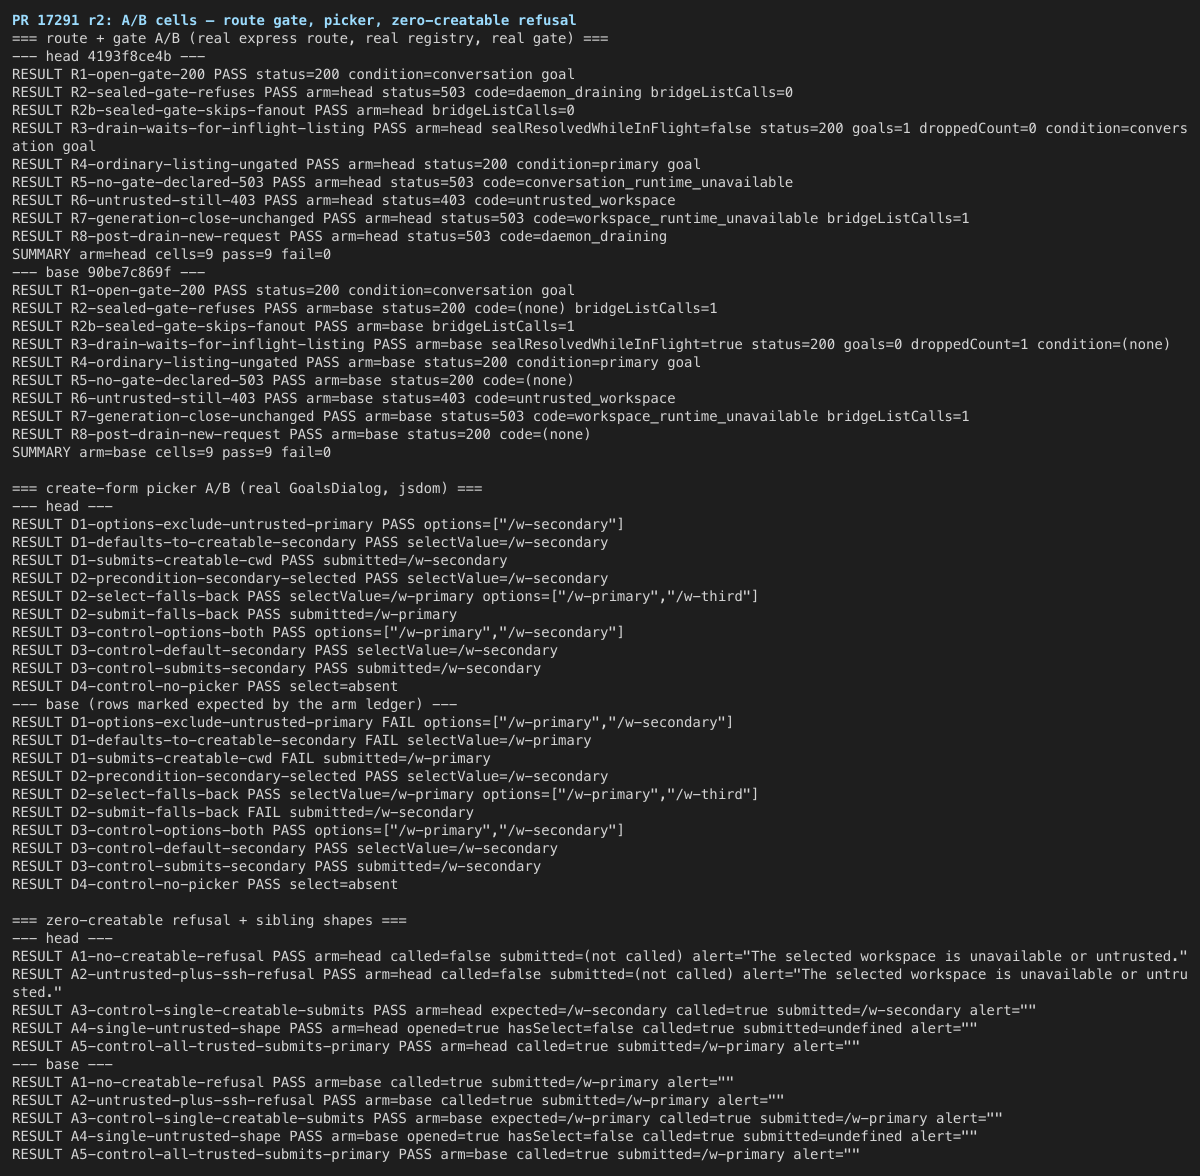 PR 17291 r2: A/B cells — route gate, picker, zero-creatable refusal
=== route + gate A/B (real express route, real registry, real gate) ===
--- head 4193f8ce4b ---
RESULT R1-open-gate-200 PASS status=200 condition=conversation goal
RESULT R2-sealed-gate-refuses PASS arm=head status=503 code=daemon_draining bridgeListCalls=0
RESULT R2b-sealed-gate-skips-fanout PASS arm=head bridgeListCalls=0
RESULT R3-drain-waits-for-inflight-listing PASS arm=head sealResolvedWhileInFlight=false status=200 goals=1 droppedCount=0 condition=convers
ation goal
RESULT R4-ordinary-listing-ungated PASS arm=head status=200 condition=primary goal
RESULT R5-no-gate-declared-503 PASS arm=head status=503 code=conversation_runtime_unavailable
RESULT R6-untrusted-still-403 PASS arm=head status=403 code=untrusted_workspace
RESULT R7-generation-close-unchanged PASS arm=head status=503 code=workspace_runtime_unavailable bridgeListCalls=1
RESULT R8-post-drain-new-request PASS arm=head status=503 code=daemon_draining
SUMMARY arm=head cells=9 pass=9 fail=0
--- base 90be7c869f ---
RESULT R1-open-gate-200 PASS status=200 condition=conversation goal
RESULT R2-sealed-gate-refuses PASS arm=base status=200 code=(none) bridgeListCalls=1
RESULT R2b-sealed-gate-skips-fanout PASS arm=base bridgeListCalls=1
RESULT R3-drain-waits-for-inflight-listing PASS arm=base sealResolvedWhileInFlight=true status=200 goals=0 droppedCount=1 condition=(none)
RESULT R4-ordinary-listing-ungated PASS arm=base status=200 condition=primary goal
RESULT R5-no-gate-declared-503 PASS arm=base status=200 code=(none)
RESULT R6-untrusted-still-403 PASS arm=base status=403 code=untrusted_workspace
RESULT R7-generation-close-unchanged PASS arm=base status=503 code=workspace_runtime_unavailable bridgeListCalls=1
RESULT R8-post-drain-new-request PASS arm=base status=200 code=(none)
SUMMARY arm=base cells=9 pass=9 fail=0
=== create-form picker A/B (real GoalsDialog, jsdom) ===
--- head ---
RESULT D1-options-exclude-untrusted-primary PASS options=["/w-secondary"]
RESULT D1-defaults-to-creatable-secondary PASS selectValue=/w-secondary
RESULT D1-submits-creatable-cwd PASS submitted=/w-secondary
RESULT D2-precondition-secondary-selected PASS selectValue=/w-secondary
RESULT D2-select-falls-back PASS selectValue=/w-primary options=["/w-primary","/w-third"]
RESULT D2-submit-falls-back PASS submitted=/w-primary
RESULT D3-control-options-both PASS options=["/w-primary","/w-secondary"]
RESULT D3-control-default-secondary PASS selectValue=/w-secondary
RESULT D3-control-submits-secondary PASS submitted=/w-secondary
RESULT D4-control-no-picker PASS select=absent
--- base (rows marked expected by the arm ledger) ---
RESULT D1-options-exclude-untrusted-primary FAIL options=["/w-primary","/w-secondary"]
RESULT D1-defaults-to-creatable-secondary FAIL selectValue=/w-primary
RESULT D1-submits-creatable-cwd FAIL submitted=/w-primary
RESULT D2-precondition-secondary-selected PASS selectValue=/w-secondary
RESULT D2-select-falls-back PASS selectValue=/w-primary options=["/w-primary","/w-third"]
RESULT D2-submit-falls-back FAIL submitted=/w-secondary
RESULT D3-control-options-both PASS options=["/w-primary","/w-secondary"]
RESULT D3-control-default-secondary PASS selectValue=/w-secondary
RESULT D3-control-submits-secondary PASS submitted=/w-secondary
RESULT D4-control-no-picker PASS select=absent
=== zero-creatable refusal + sibling shapes ===
--- head ---
RESULT A1-no-creatable-refusal PASS arm=head called=false submitted=(not called) alert="The selected workspace is unavailable or untrusted."
RESULT A2-untrusted-plus-ssh-refusal PASS arm=head called=false submitted=(not called) alert="The selected workspace is unavailable or untru
sted."
RESULT A3-control-single-creatable-submits PASS arm=head expected=/w-secondary called=true submitted=/w-secondary alert=""
RESULT A4-single-untrusted-shape PASS arm=head opened=true hasSelect=false called=true submitted=undefined alert=""
RESULT A5-control-all-trusted-submits-primary PASS arm=head called=true submitted=/w-primary alert=""
--- base ---
RESULT A1-no-creatable-refusal PASS arm=base called=true submitted=/w-primary alert=""
RESULT A2-untrusted-plus-ssh-refusal PASS arm=base called=true submitted=/w-primary alert=""
RESULT A3-control-single-creatable-submits PASS arm=base expected=/w-primary called=true submitted=/w-primary alert=""
RESULT A4-single-untrusted-shape PASS arm=base opened=true hasSelect=false called=true submitted=undefined alert=""
RESULT A5-control-all-trusted-submits-primary PASS arm=base called=true submitted=/w-primary alert=""